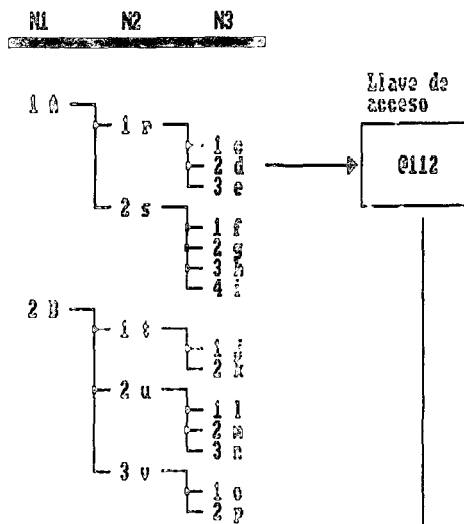 N1 N2 N3
Llave de
acceso
1 A
1 r
1 c
2 d
@112
3 e
2 s
1 f
2 g
3 h
4 i
2 B
1 t
1 j
2 k
2 u
1 l
2 m
3 n
3 v
1 o
2 p